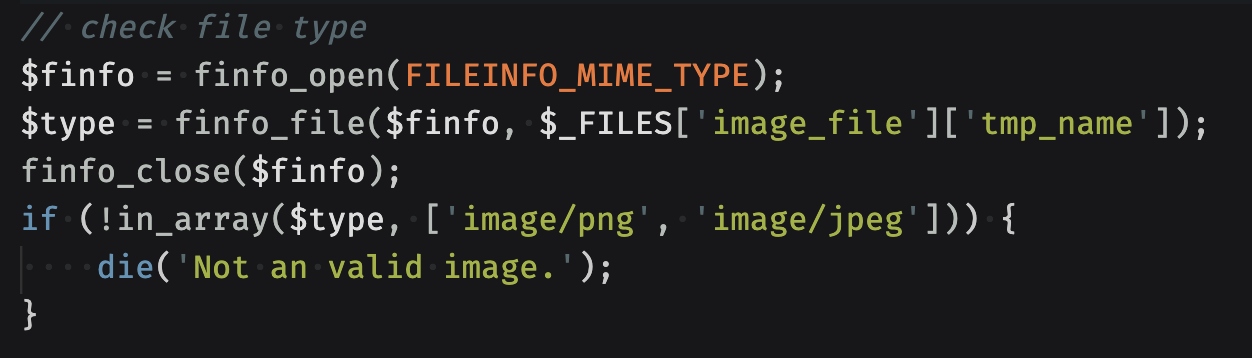 // check file type
$finfo = finfo_open(FILEINFO_MIME_TYPE);
$type = finfo_file($finfo, $_FILES['image_file']['tmp_name']);
finfo_close($finfo);
if (!in_array($type, ['image/png', 'image/jpeg'])) {
    die('Not an valid image.');
}